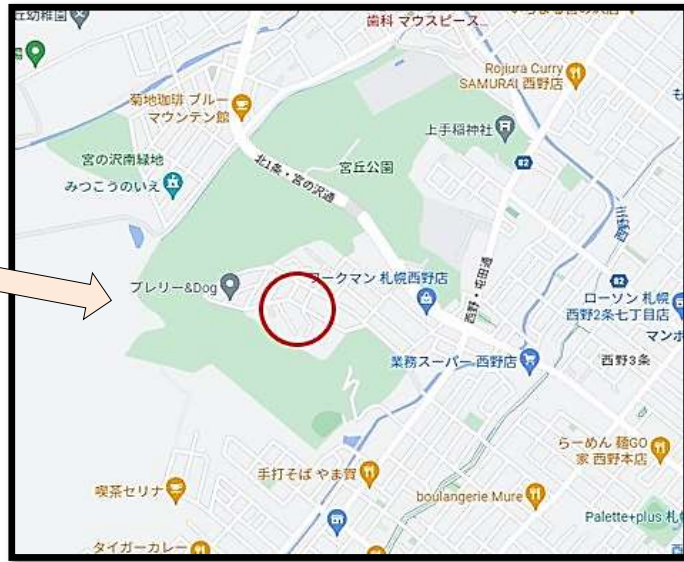 丘幼稚園
歯科 マウスピース...
Rojiura Curry
SAMURAI 西野店
菊地珈琲 ブルー
マウンテン館
上手稲神社
82
宮の沢南緑地
みつこうのいえ
宮丘公園
北1条・宮の沢通
プレリー&Dog
ワークマン 札幌西野店
西野・屯田通
82
ローソン 札幌
西野2条七丁目店
マンボ
業務スーパー 西野店
西野3条
らーめん 麺GO
家 西野本店
手打そば やま賀
喫茶セリナ
boulangerie Mure
Palette+plus 札
タイガーカレー